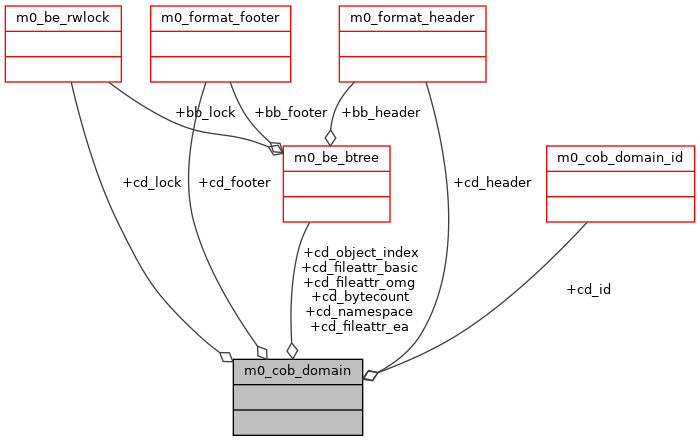 m0_be_rwlock
m0_format_footer
m0_format_header
+bb_lock
+bb_footer
+bb_header
m0_be_btree
m0_cob_domain_id
+cd_lock
+cd_footer
+cd_header
+cd_object_index
+cd_fileattr_basic
+cd_fileattr_omg
+cd_bytecount
+cd_namespace
+cd_fileattr_ea
+cd_id
m0_cob_domain